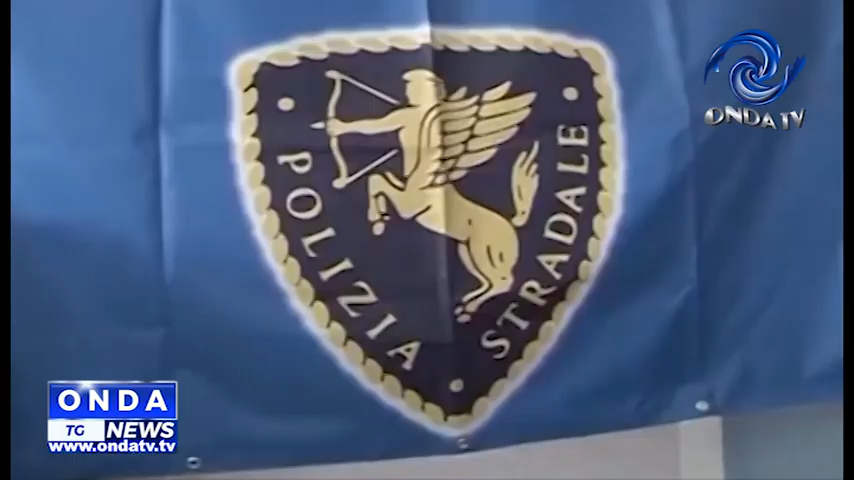 ONDA TV
POLIZIA
STRADALE
ONDA
TG NEWS
www.ondatv.tv